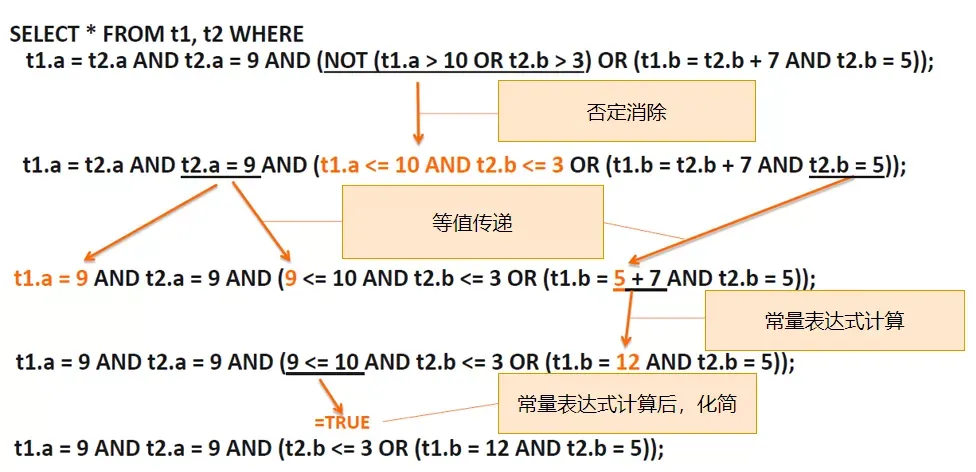 SELECT * FROM t1, t2 WHERE
t1.a = t2.a AND t2.a = 9 AND (NOT (t1.a > 10 OR t2.b > 3) OR (t1.b = t2.b + 7 AND t2.b = 5));
否定消除
t1.a = t2.a AND t2.a = 9 AND (t1.a <= 10 AND t2.b <= 3 OR (t1.b = t2.b + 7 AND t2.b = 5));
等值传递
t1.a = 9 AND t2.a = 9 AND (9 <= 10 AND t2.b <= 3 OR (t1.b = 5 + 7 AND t2.b = 5));
常量表达式计算
t1.a = 9 AND t2.a = 9 AND (9 <= 10 AND t2.b <= 3 OR (t1.b = 12 AND t2.b = 5));
=TRUE
常量表达式计算后，化简
t1.a = 9 AND t2.a = 9 AND (t2.b <= 3 OR (t1.b = 12 AND t2.b = 5));